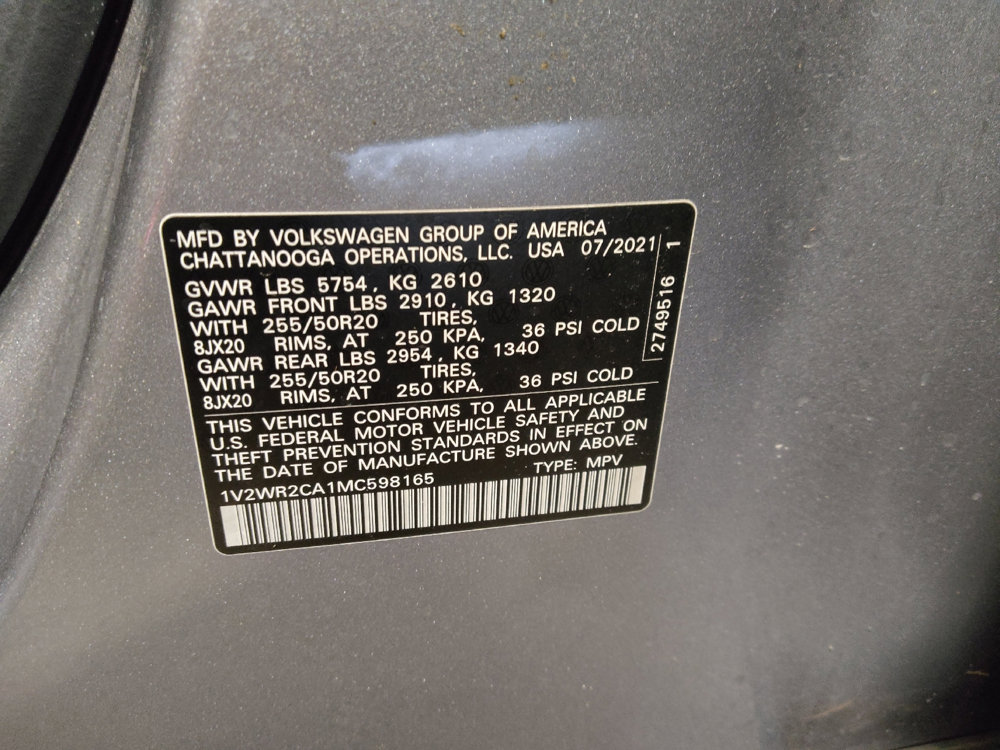 MFD BY VOLKSWAGEN GROUP OF AMERICA
CHATTANOOGA OPERATIONS, LLC. USA 07/2021
GVWR LBS 5754, KG 2610
GAWR FRONT LBS 2910, KG 1320
WITH 255/50R20 TIRES,
8JX20 RIMS, AT 250 KPA, 36 PSI COLD
GAWR REAR LBS 2954, KG 1340
WITH 255/50R20 TIRES,
8JX20 RIMS, AT 250 KPA, 36 PSI COLD
2749516 1
THIS VEHICLE CONFORMS TO ALL APPLICABLE
U.S. FEDERAL MOTOR VEHICLE SAFETY AND
THEFT PREVENTION STANDARDS IN EFFECT ON
THE DATE OF MANUFACTURE SHOWN ABOVE.
1V2WR2CA1MC598165 TYPE: MPV